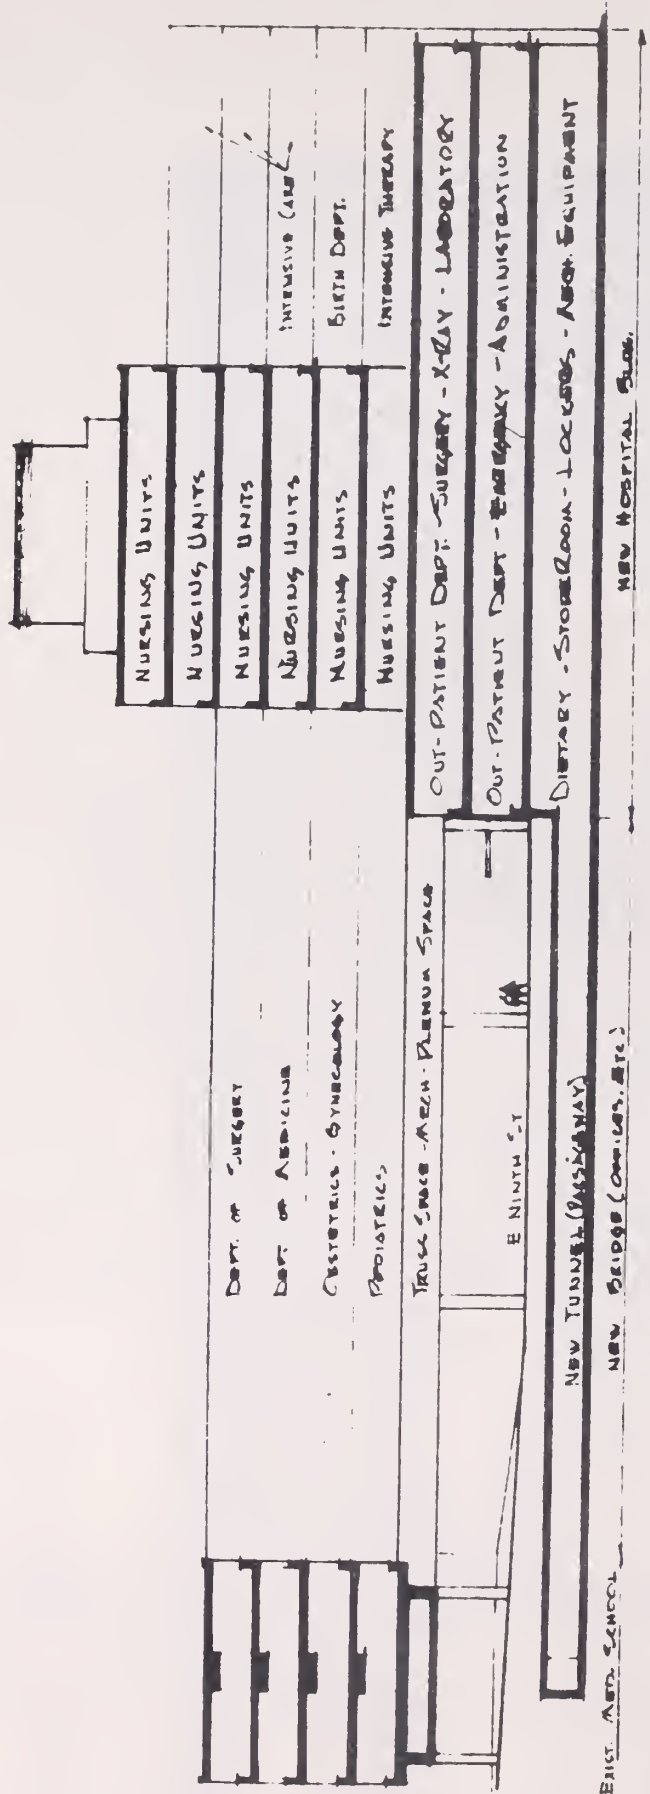 NURSING UNITS
NURSING UNITS
NURSING UNITS
NURSING UNITS
NURSING UNITS
NURSING UNITS
INTENSIVE CARE
BIRTH DEPT.
INTENSIVE THERAPY
DEPT. OF SURGERY
DEPT. OF MEDICINE
OBSTETRICS - GYNECOLOGY
PEDIATRICS
TRUSS SPACE - MECH - PLENUM SPACE
OUT-PATIENT DEPT. - SURGERY - X-RAY - LABORATORY
OUT-PATIENT DEPT - EMERGENCY - ADMINISTRATION
E NINTH ST
DIETARY - STOREROOM - LOCKERS - MECH. EQUIPMENT
NEW TUNNEL (PASSAGEWAY)
EXIST. MED. SCHOOL
NEW BRIDGE (OFFICES, ETC.)
NEW HOSPITAL BLDG.